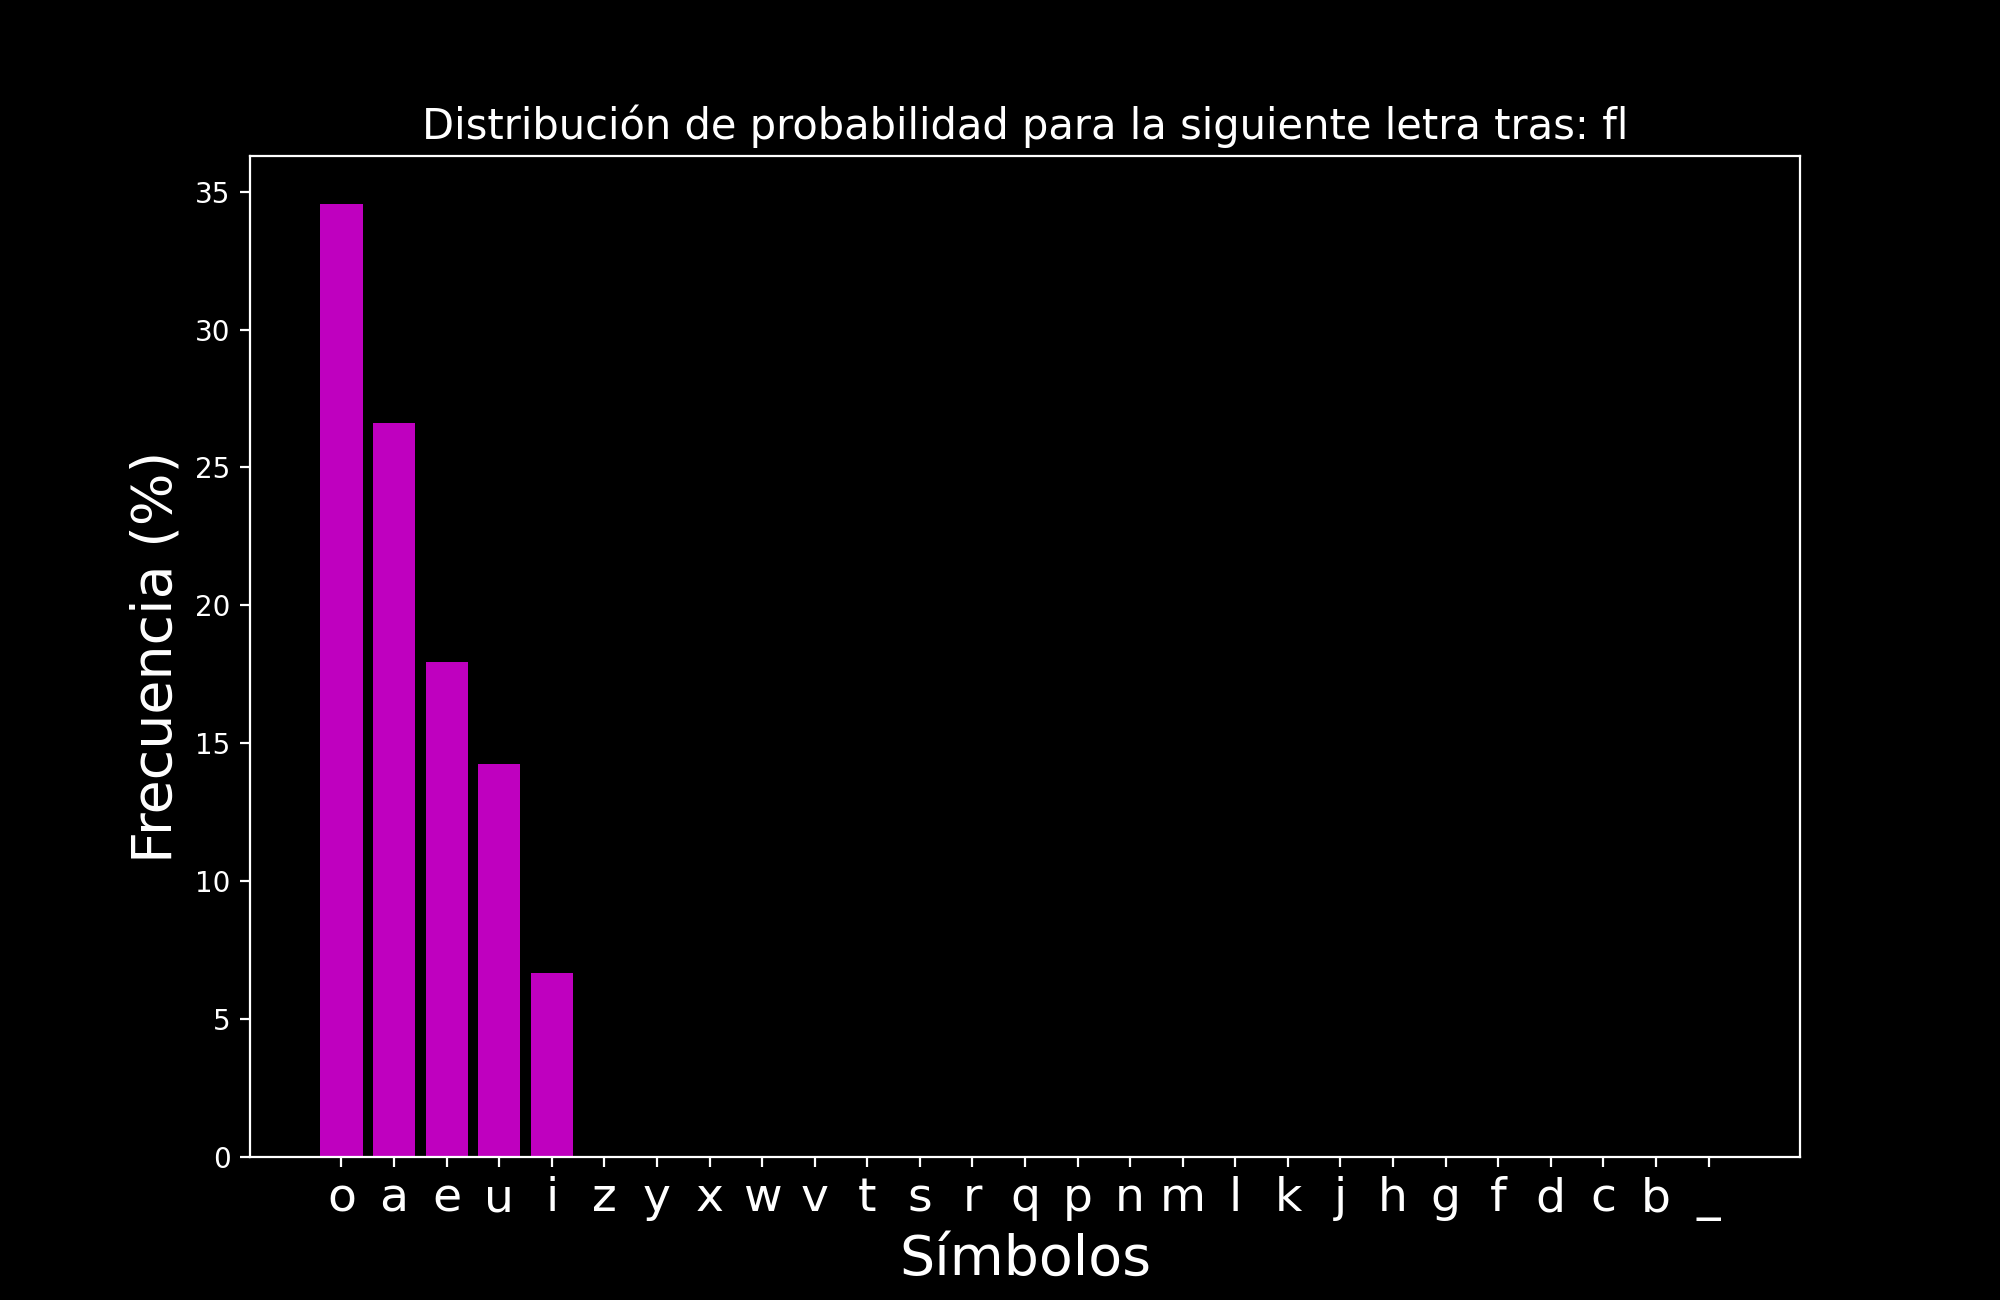 Distribución de probabilidad para la siguiente letra tras: fl
35
30
25
20
15
10
5
0
Frecuencia (%)
o a e u i z y x w v t s r q p n m l k j h g f d c b _
Símbolos